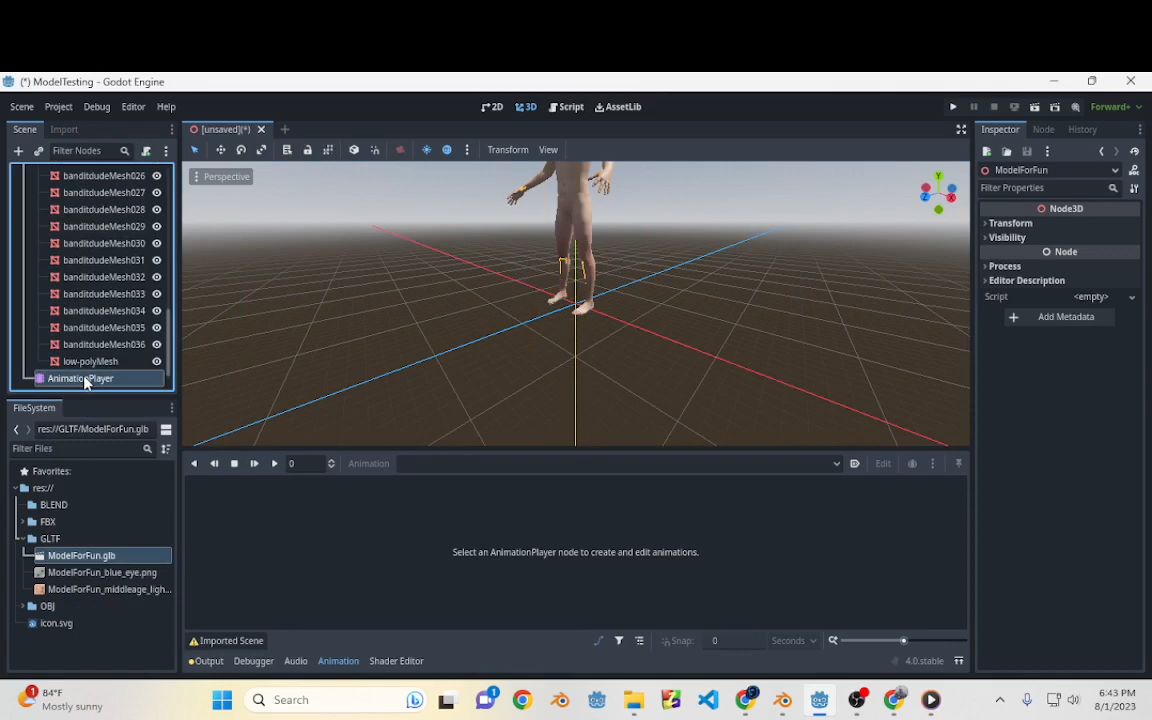 (*) ModelTesting - Godot Engine
Scene Project Debug Editor Help
2D 3D Script AssetLib
Forward+
Scene Import
[unsaved](*)
Inspector Node History
Filter Nodes
Transform View
ModelForFun
Filter Properties
Perspective
Y
X
Z
Node3D
Transform
Visibility
Node
Process
Editor Description
Script <empty>
Add Metadata
banditdudeMesh026
banditdudeMesh027
banditdudeMesh028
banditdudeMesh029
banditdudeMesh030
banditdudeMesh031
banditdudeMesh032
banditdudeMesh033
banditdudeMesh034
banditdudeMesh035
banditdudeMesh036
low-polyMesh
AnimationPlayer
FileSystem
res://GLTF/ModelForFun.glb
Filter Files
Favorites:
res://
BLEND
FBX
GLTF
ModelForFun.glb
ModelForFun_blue_eye.png
ModelForFun_middleage_ligh...
OBJ
icon.svg
0 Animation Edit
Select an AnimationPlayer node to create and edit animations.
Imported Scene
Snap: 0 Seconds
Output Debugger Audio Animation Shader Editor
4.0.stable
1
84°F
Mostly sunny
Search
1
6:43 PM
8/1/2023